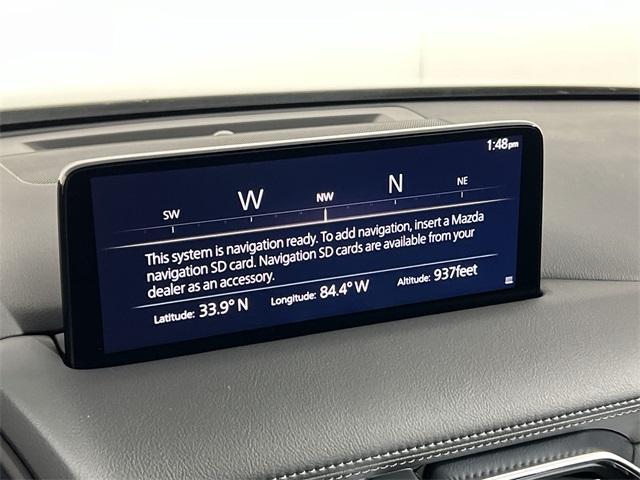 1:48pm
SW W NW N NE
This system is navigation ready. To add navigation, insert a Mazda
navigation SD card. Navigation SD cards are available from your
dealer as an accessory.
Latitude: 33.9° N Longitude: 84.4° W Altitude: 937feet